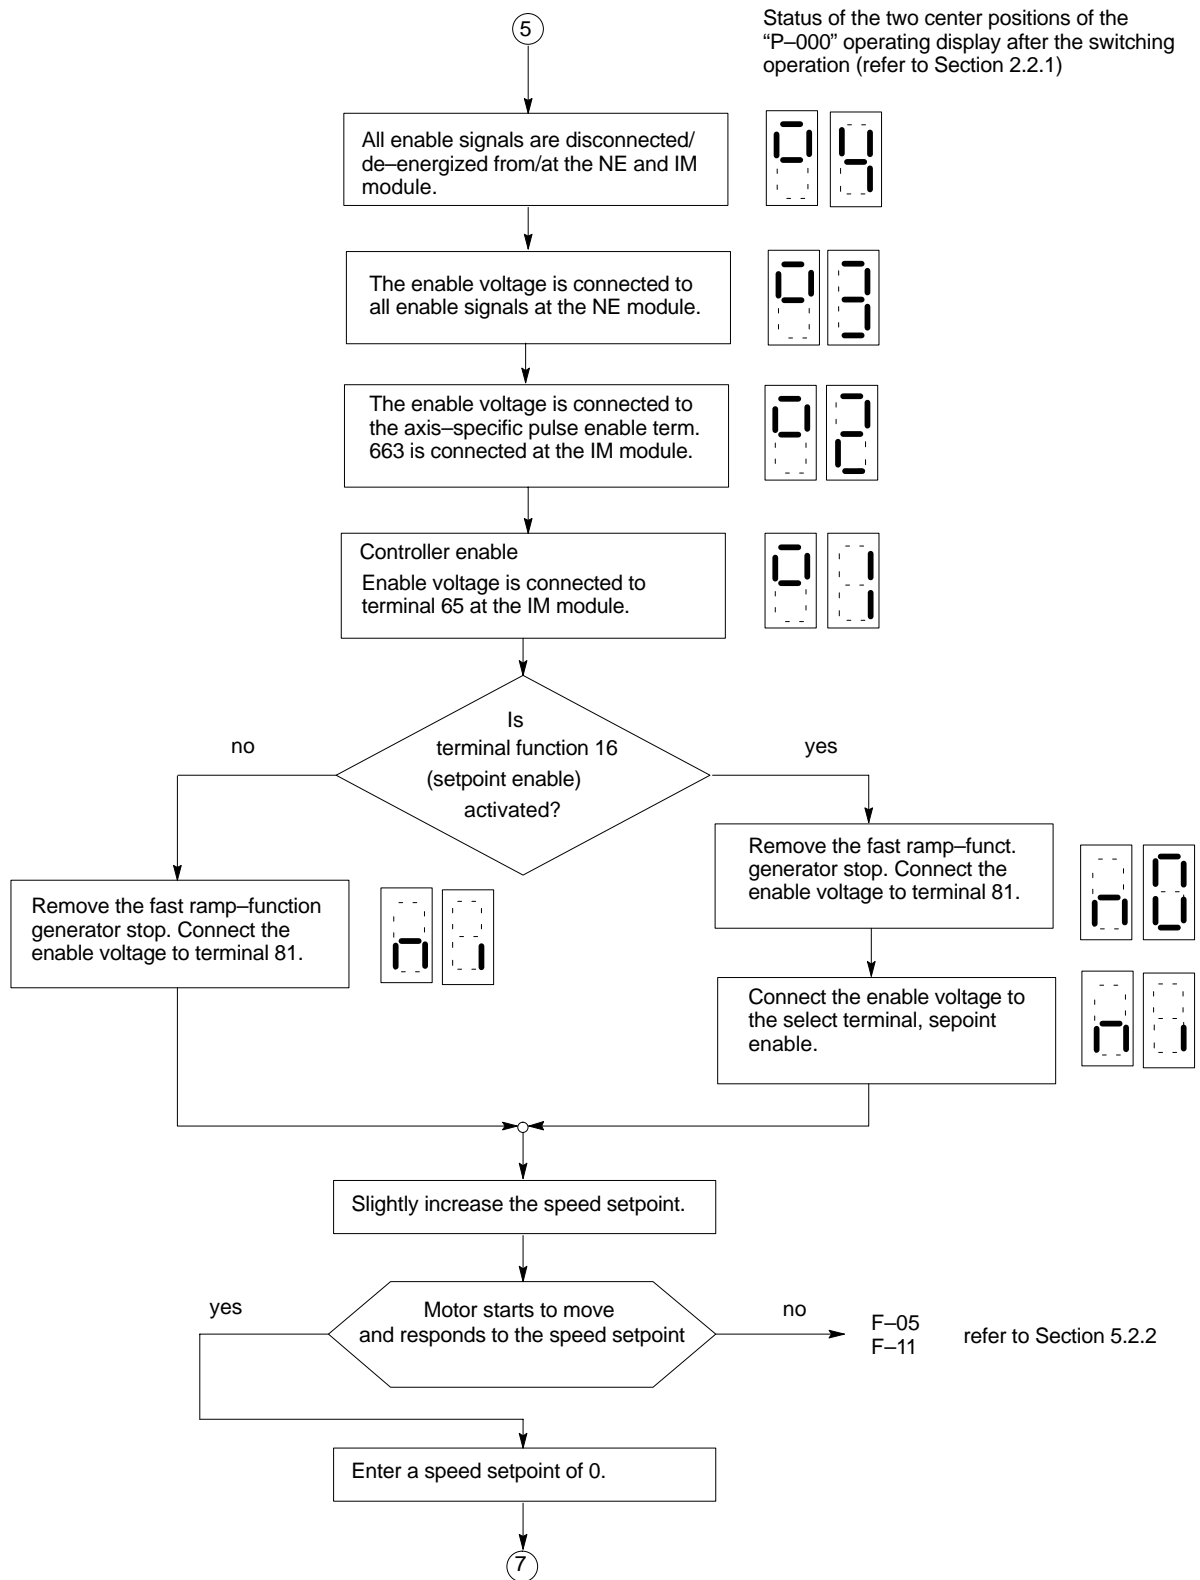 5
Status of the two center positions of the
“P–000” operating display after the switching
operation (refer to Section 2.2.1)
All enable signals are disconnected/
de–energized from/at the NE and IM
module.
The enable voltage is connected to
all enable signals at the NE module.
The enable voltage is connected to
the axis–specific pulse enable term.
663 is connected at the IM module.
Controller enable
Enable voltage is connected to
terminal 65 at the IM module.
Is
terminal function 16
(setpoint enable)
activated?
no
yes
Remove the fast ramp–function
generator stop. Connect the
enable voltage to terminal 81.
Remove the fast ramp–funct.
generator stop. Connect the
enable voltage to terminal 81.
Connect the enable voltage to
the select terminal, sepoint
enable.
Slightly increase the speed setpoint.
Motor starts to move
and responds to the speed setpoint
yes
no
F–05
F–11
refer to Section 5.2.2
Enter a speed setpoint of 0.
7